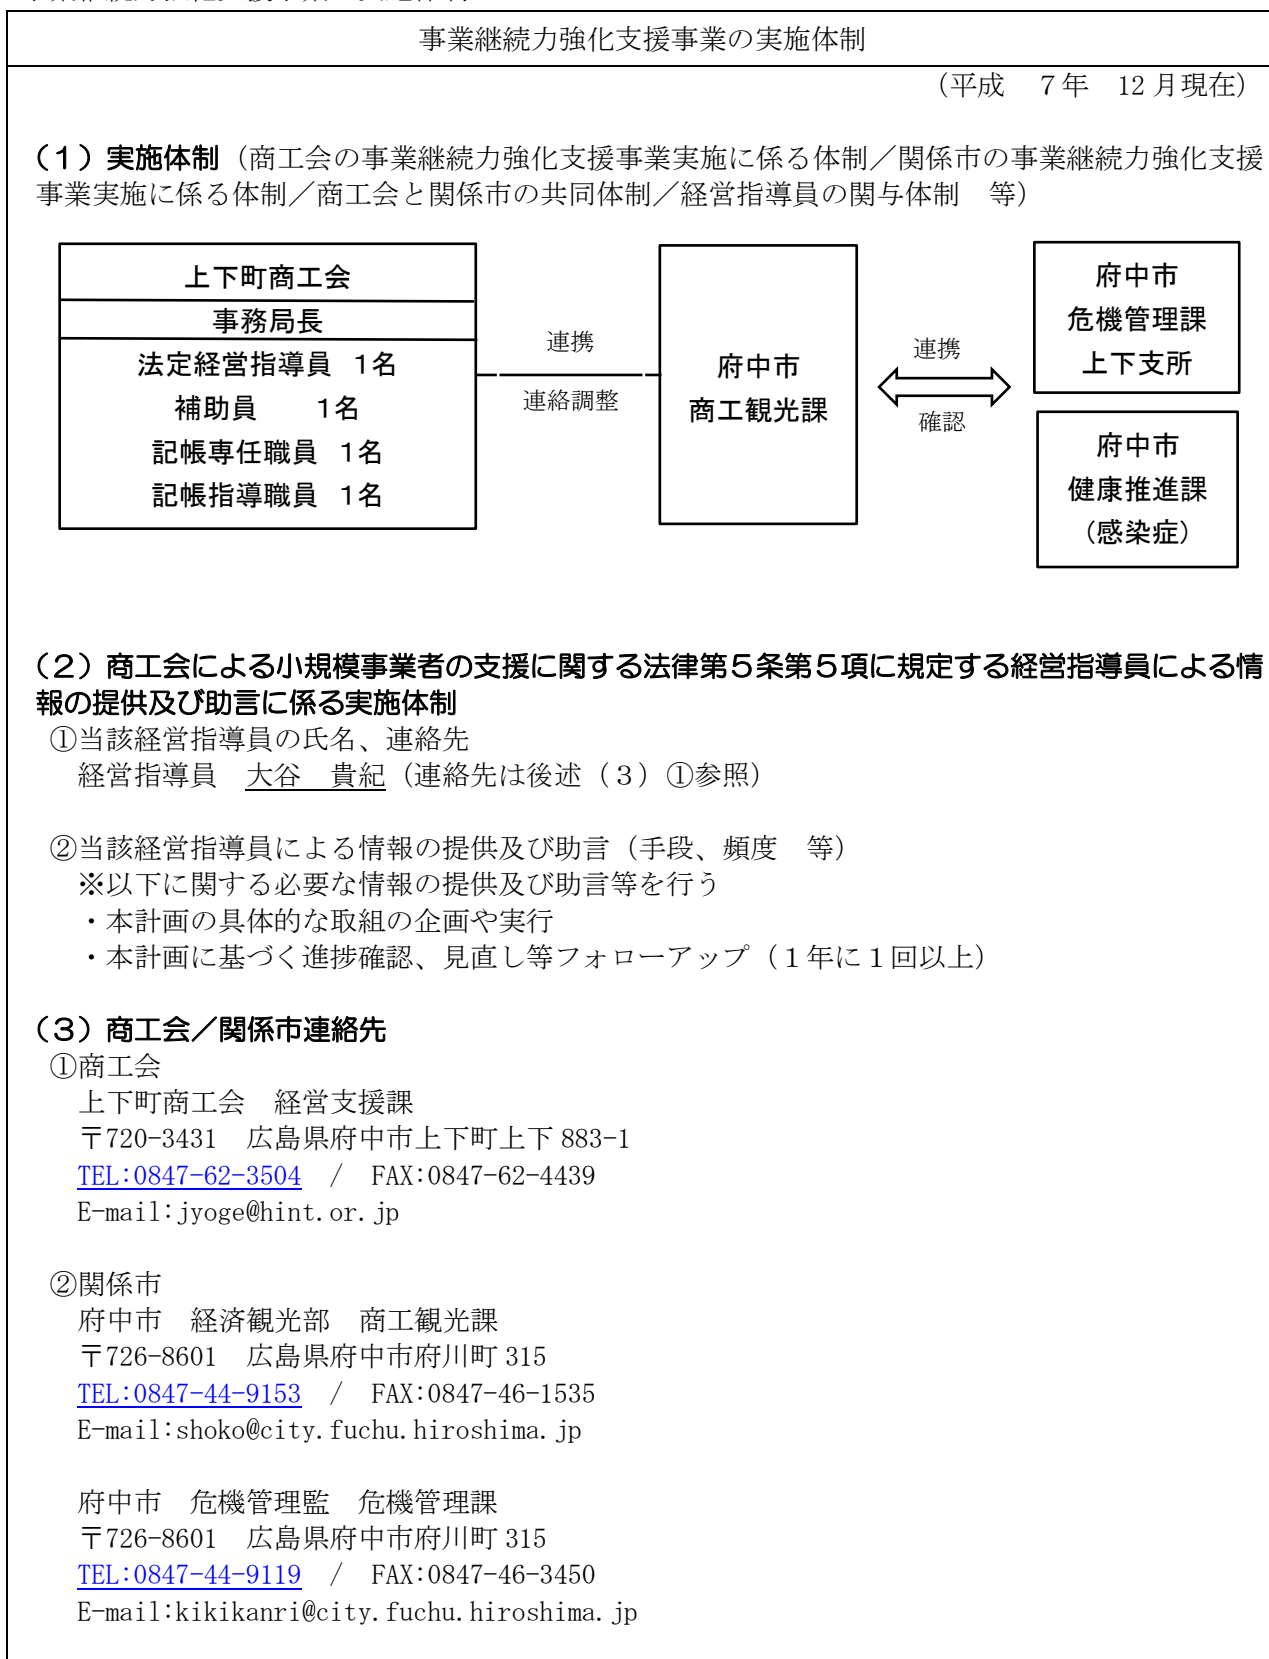 事業継続力強化支援事業の実施体制
（平成　７年　12月現在）
（１）実施体制（商工会の事業継続力強化支援事業実施に係る体制／関係市の事業継続力強化支援
事業実施に係る体制／商工会と関係市の共同体制／経営指導員の関与体制　等）
上下町商工会
事務局長
法定経営指導員　1名
補助員　　1名
記帳専任職員　1名
記帳指導職員　1名
連携
連絡調整
府中市
商工観光課
連携
確認
府中市
危機管理課
上下支所
府中市
健康推進課
（感染症）
（２）商工会による小規模事業者の支援に関する法律第５条第５項に規定する経営指導員による情
報の提供及び助言に係る実施体制
①当該経営指導員の氏名、連絡先
経営指導員　大谷　貴紀（連絡先は後述（３）①参照）
②当該経営指導員による情報の提供及び助言（手段、頻度　等）
※以下に関する必要な情報の提供及び助言等を行う
・本計画の具体的な取組の企画や実行
・本計画に基づく進捗確認、見直し等フォローアップ（１年に１回以上）
（３）商工会／関係市連絡先
①商工会
上下町商工会　経営支援課
〒720-3431　広島県府中市上下町上下 883-1
TEL:0847-62-3504　/　FAX:0847-62-4439
E-mail:jyoge@hint.or.jp
②関係市
府中市　経済観光部　商工観光課
〒726-8601　広島県府中市府川町 315
TEL:0847-44-9153　/　FAX:0847-46-1535
E-mail:shoko@city.fuchu.hiroshima.jp
府中市　危機管理監　危機管理課
〒726-8601　広島県府中市府川町 315
TEL:0847-44-9119　/　FAX:0847-46-3450
E-mail:kikikanri@city.fuchu.hiroshima.jp